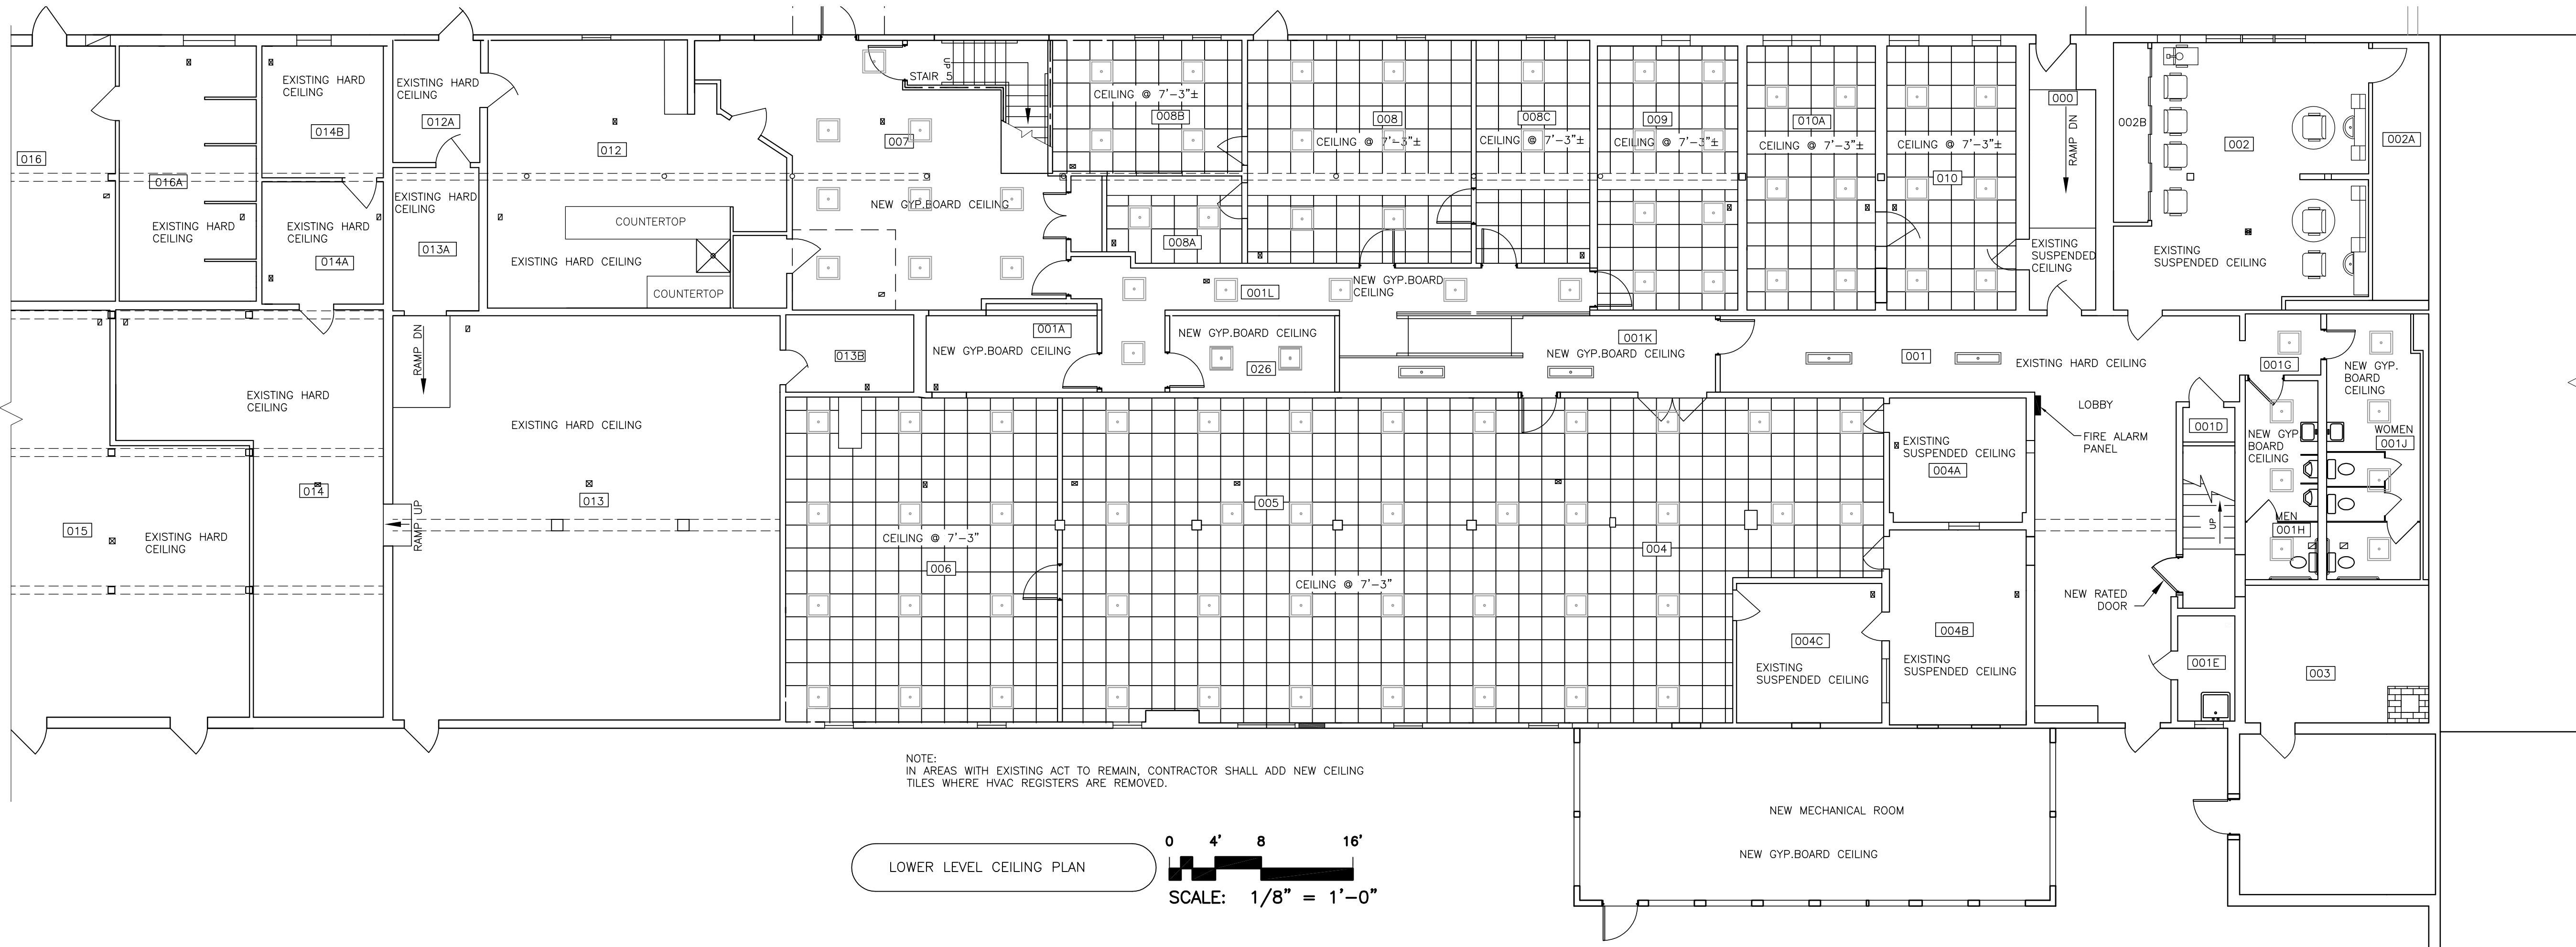 UP
STAIR 5
CEILING @ 7'-3"±
008B
008
CEILING @ 7'-3"±
008C
CEILING @ 7'-3"±
009
CEILING @ 7'-3"±
010A
CEILING @ 7'-3"±
CEILING @ 7'-3"±
010
000
RAMP DN
002B
002
002A
EXISTING
SUSPENDED
CEILING
EXISTING
SUSPENDED CEILING
016
016A
EXISTING HARD
CEILING
EXISTING HARD
CEILING
014B
EXISTING HARD
CEILING
014A
EXISTING HARD
CEILING
012A
EXISTING HARD
CEILING
013A
012
COUNTERTOP
EXISTING HARD CEILING
COUNTERTOP
007
NEW GYP.BOARD CEILING
008A
001L
NEW GYP.BOARD
CEILING
RAMP DN
013B
001A
NEW GYP.BOARD CEILING
NEW GYP.BOARD CEILING
026
001K
NEW GYP.BOARD CEILING
001
EXISTING HARD CEILING
001G
NEW GYP.
BOARD
CEILING
LOBBY
FIRE ALARM
PANEL
001D
NEW GYP
BOARD
CEILING
WOMEN
001J
MEN
001H
UP
EXISTING HARD
CEILING
014
015
EXISTING HARD
CEILING
EXISTING HARD CEILING
013
RAMP UP
CEILING @ 7'-3"
006
005
CEILING @ 7'-3"
004
EXISTING
SUSPENDED CEILING
004A
004B
EXISTING
SUSPENDED CEILING
004C
EXISTING
SUSPENDED CEILING
NEW RATED
DOOR
001E
003
NOTE:
IN AREAS WITH EXISTING ACT TO REMAIN, CONTRACTOR SHALL ADD NEW CEILING
TILES WHERE HVAC REGISTERS ARE REMOVED.
NEW MECHANICAL ROOM
NEW GYP.BOARD CEILING
LOWER LEVEL CEILING PLAN
0 4' 8 16'
SCALE: 1/8" = 1'-0"